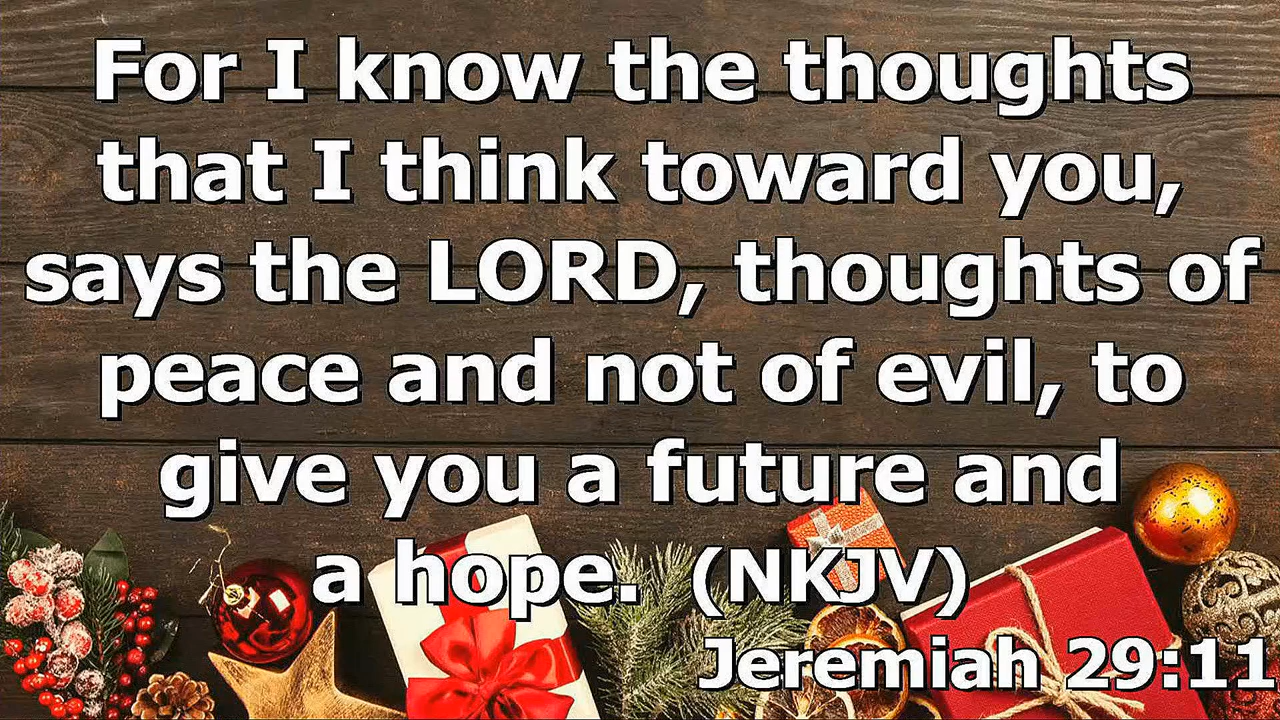 For I know the thoughts
that I think toward you,
says the LORD, thoughts of
peace and not of evil, to
give you a future and
a hope. (NKJV)
Jeremiah 29:11